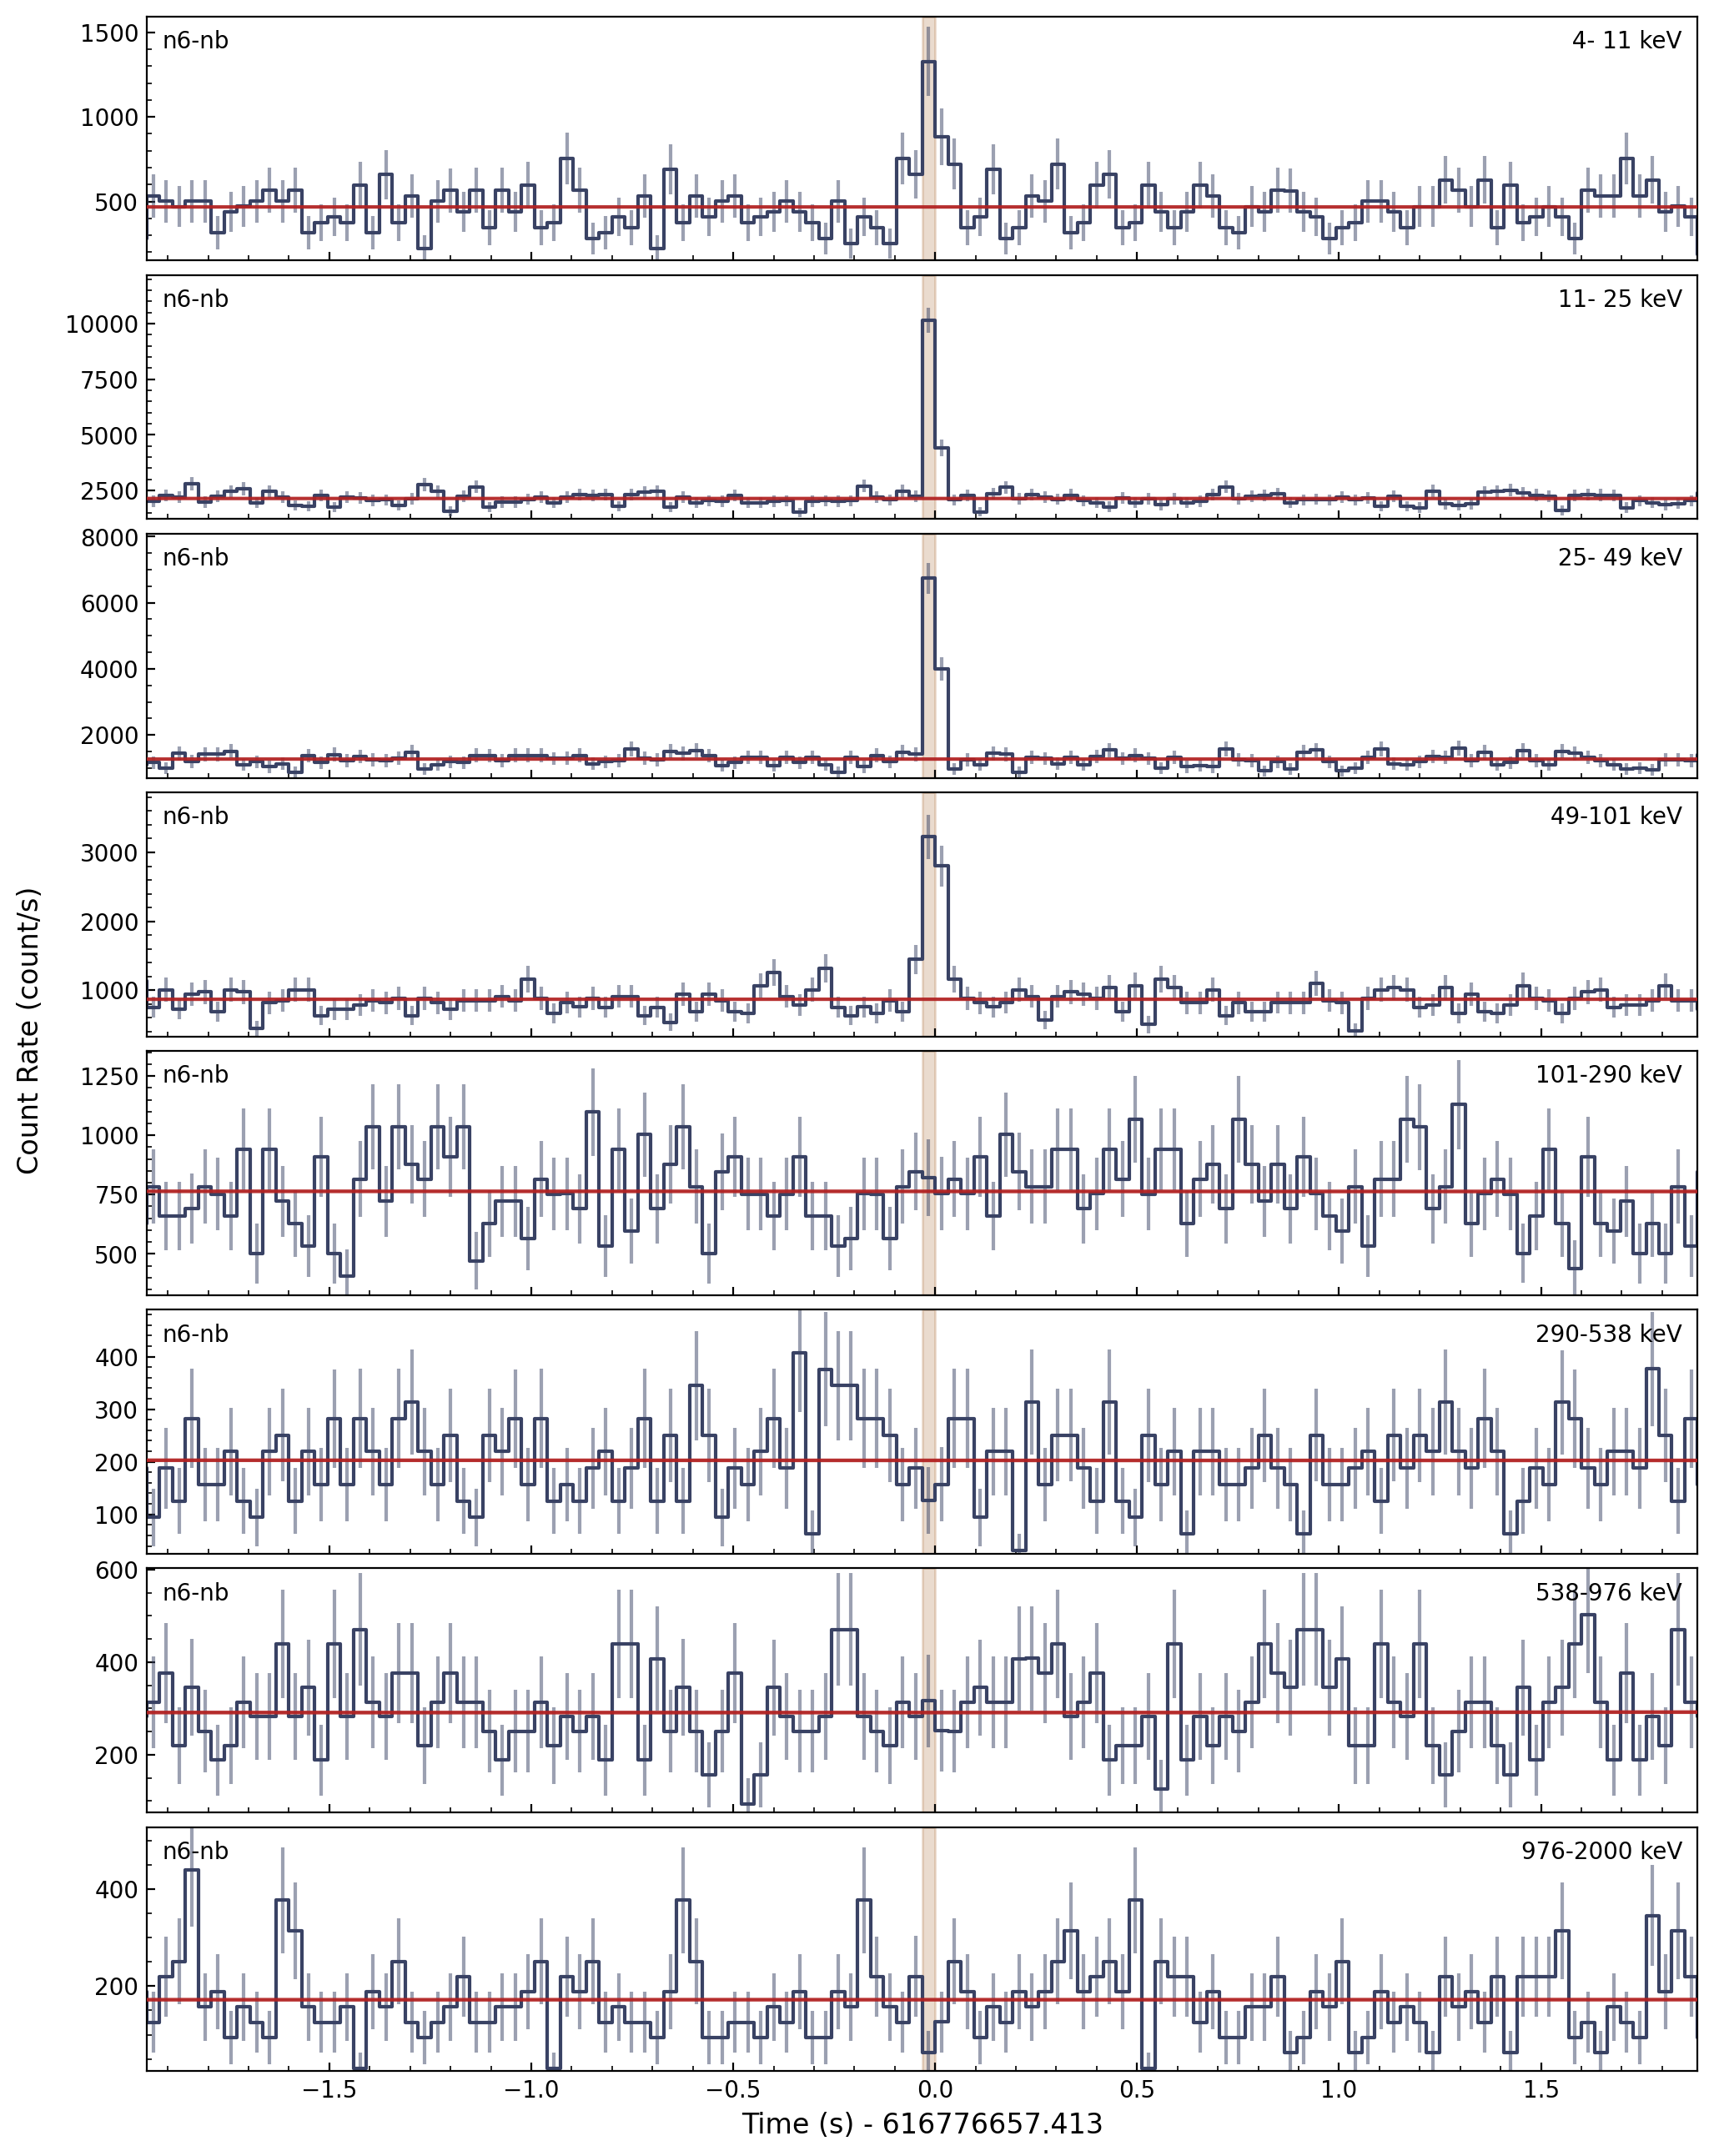 n6-nb 4- 11 keV
1500
1000
500
n6-nb 11- 25 keV
10000
7500
5000
2500
n6-nb 25- 49 keV
8000
6000
4000
2000
n6-nb 49-101 keV
3000
2000
1000
Count Rate (count/s)
n6-nb 101-290 keV
1250
1000
750
500
n6-nb 290-538 keV
400
300
200
100
n6-nb 538-976 keV
600
400
200
n6-nb 976-2000 keV
400
200
−1.5 −1.0 −0.5 0.0 0.5 1.0 1.5
Time (s) - 616776657.413